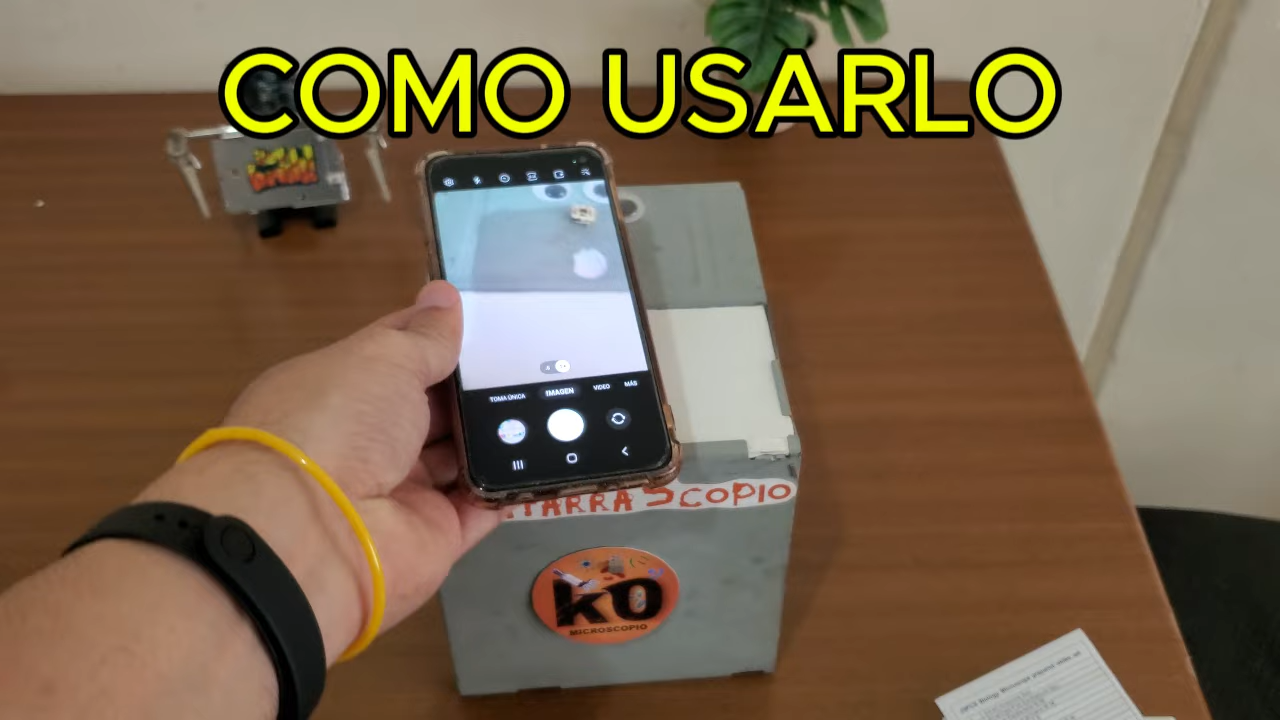 COMO USARLO
TOMA ÚNICA IMAGEN VIDEO MÁS
TARRASCOPIO
KO
MICROSCOPIO